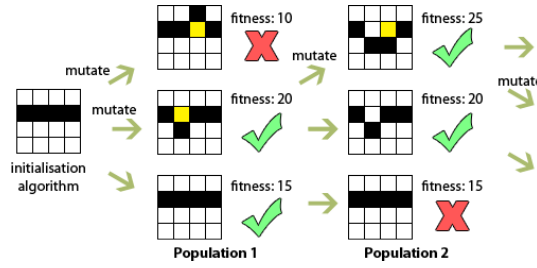 fitness: 10
fitness: 25
mutate
mutate
mutate
mutate
fitness: 20
fitness: 20
initialisation
algorithm
fitness: 15
fitness: 15
Population 1
Population 2